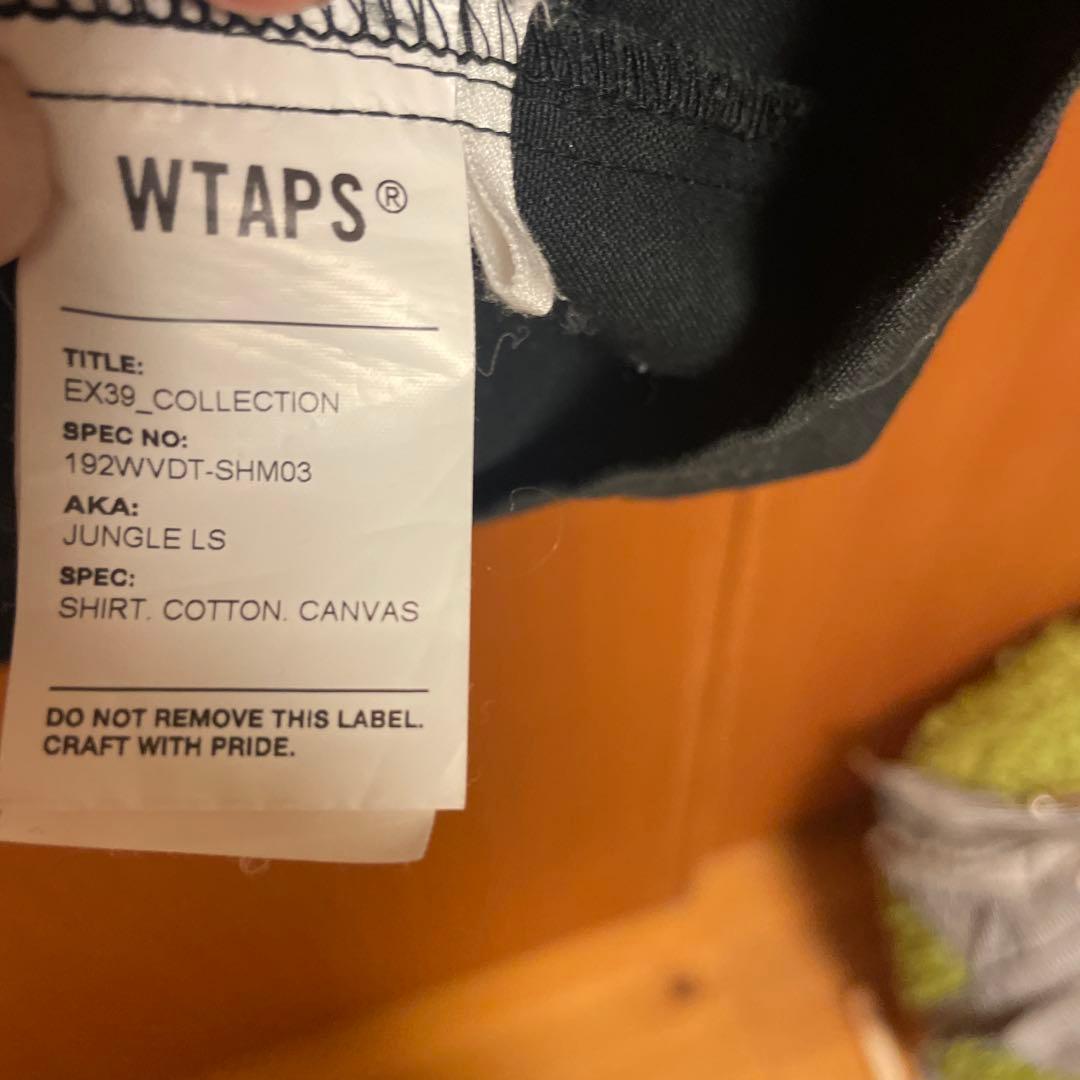 WTAPS®
TITLE:
EX39_COLLECTION
SPEC NO:
192WVDT-SHM03
AKA:
JUNGLE LS
SPEC:
SHIRT. COTTON. CANVAS
DO NOT REMOVE THIS LABEL.
CRAFT WITH PRIDE.